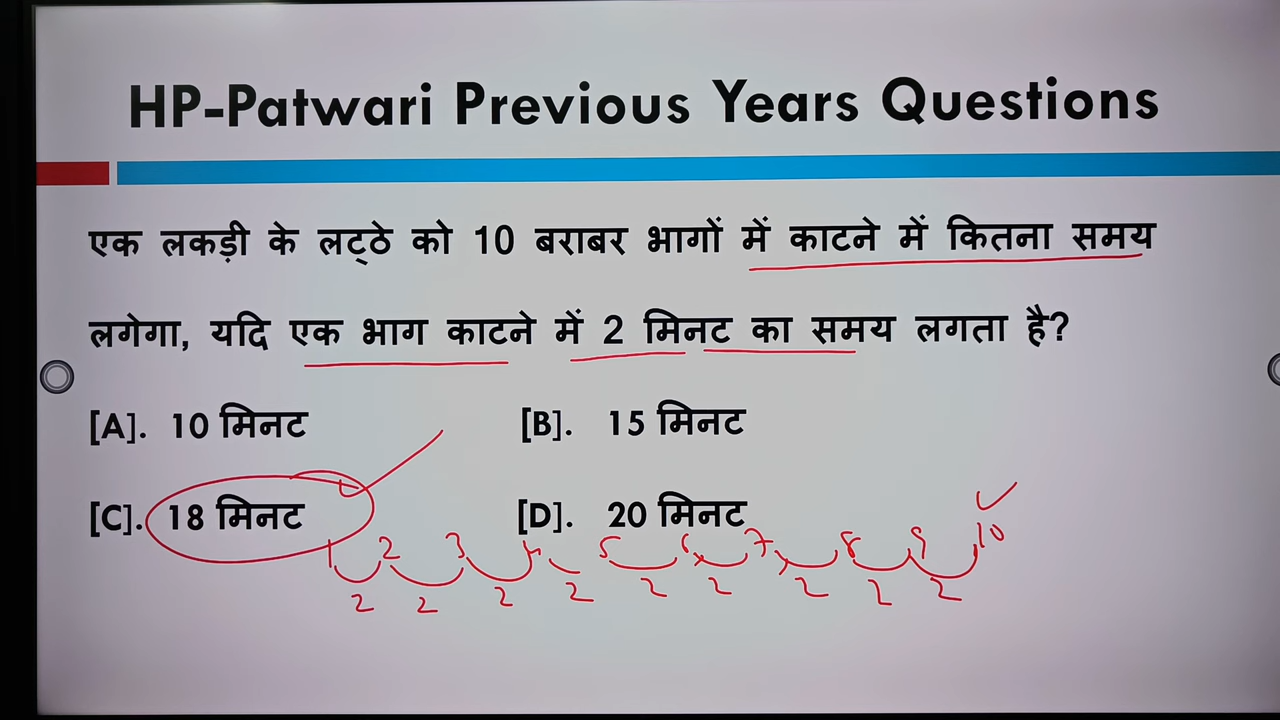 HP-Patwari Previous Years Questions
एक लकड़ी के लट्ठे को 10 बराबर भागों में काटने में कितना समय
लगेगा, यदि एक भाग काटने में 2 मिनट का समय लगता है?
[A]. 10 मिनट [B]. 15 मिनट
[C]. 18 मिनट [D]. 20 मिनट
1 2 3 4 5 6 7 8 9 10
2 2 2 2 2 2 2 2 2